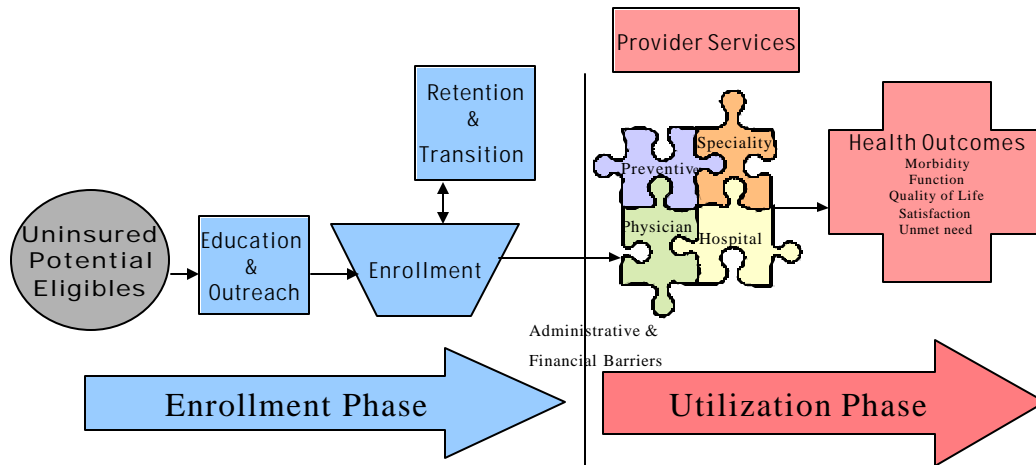 Provider Services
Retention
&
Transition
Uninsured
Potential
Eligibles
Education
&
Outreach
Enrollment
Speciality
Preventive
Physician
Hospital
Health Outcomes
Morbidity
Function
Quality of Life
Satisfaction
Unmet need
Administrative &
Financial Barriers
Enrollment Phase
Utilization Phase